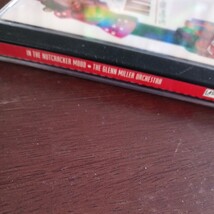 IN THE NUTCRACKER MOOD • THE GLENN MILLER ORCHESTRA